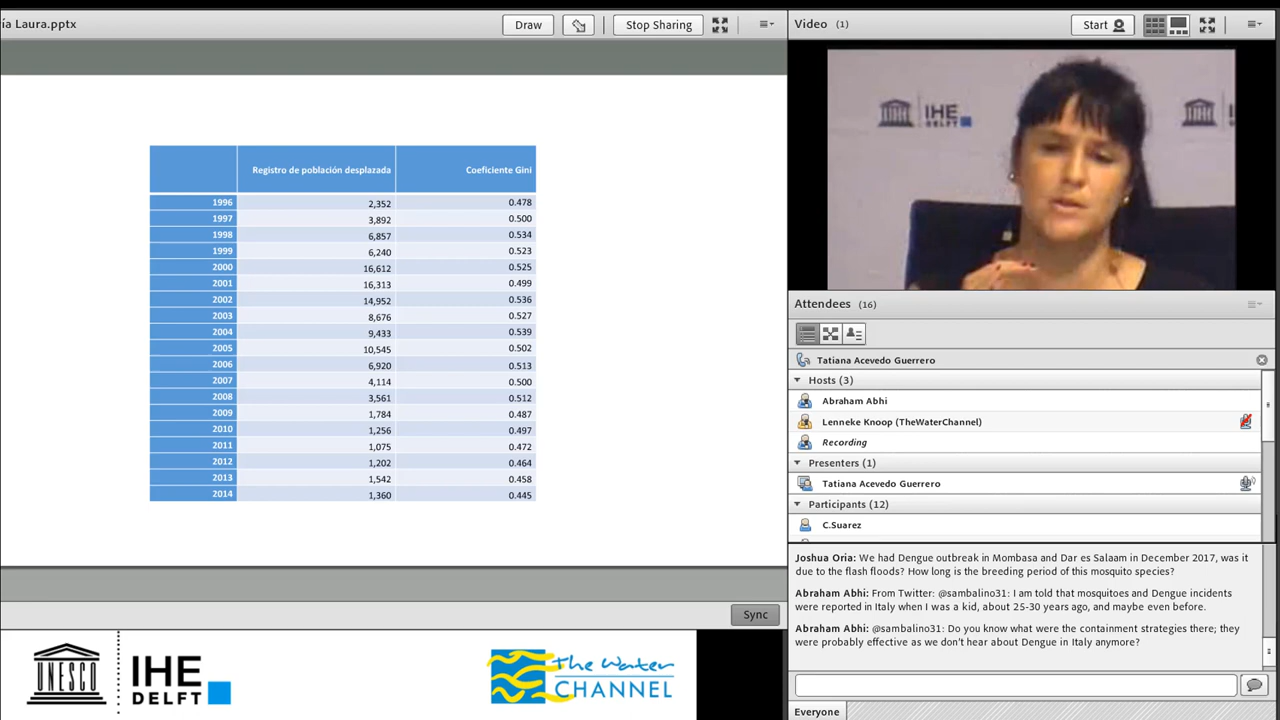 ía Laura.pptx
Draw
Stop Sharing
Video (1)
Start
Registro de población desplazada Coeficiente Gini
1996 2,352 0.478
1997 3,892 0.500
1998 6,857 0.534
1999 6,240 0.523
2000 16,612 0.525
2001 16,313 0.499
2002 14,952 0.536
2003 8,676 0.527
2004 9,433 0.539
2005 10,545 0.502
2006 6,920 0.513
2007 4,114 0.500
2008 3,561 0.512
2009 1,784 0.487
2010 1,256 0.497
2011 1,075 0.472
2012 1,202 0.464
2013 1,542 0.458
2014 1,360 0.445
Sync
UNESCO
IHE
DELFT
the Water
CHANNEL
IHE
DELFT
Attendees (16)
Tatiana Acevedo Guerrero
Hosts (3)
Abraham Abhi
Lenneke Knoop (TheWaterChannel)
Recording
Presenters (1)
Tatiana Acevedo Guerrero
Participants (12)
C.Suarez
Joshua Oria: We had Dengue outbreak in Mombasa and Dar es Salaam in December 2017, was it
due to the flash floods? How long is the breeding period of this mosquito species?
Abraham Abhi: From Twitter: @sambalino31: I am told that mosquitoes and Dengue incidents
were reported in Italy when I was a kid, about 25-30 years ago, and maybe even before.
Abraham Abhi: @sambalino31: Do you know what were the containment strategies there; they
were probably effective as we don't hear about Dengue in Italy anymore?
Everyone